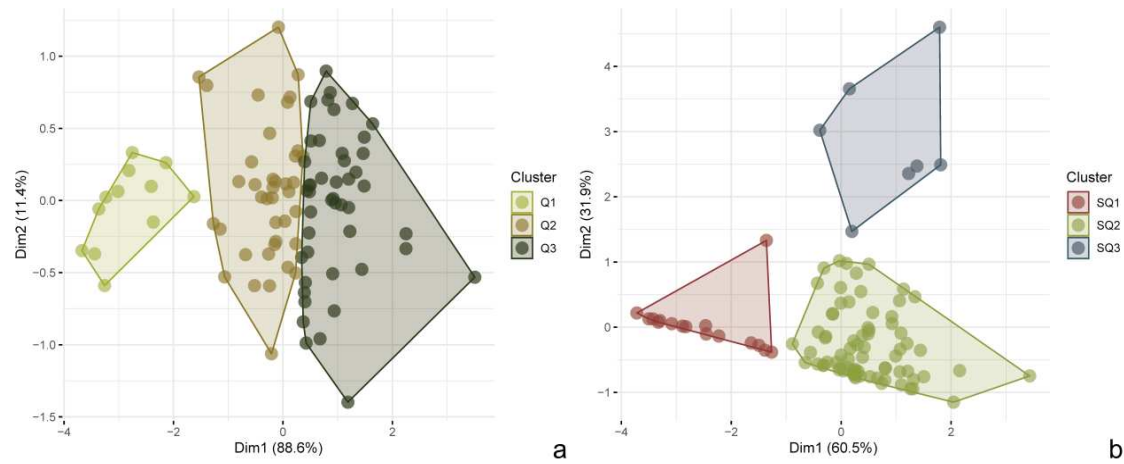 1.0
0.5
0.0
-0.5
-1.0
-1.5
-4
-2
0
2
Dim2 (11.4%)
Dim1 (88.6%)
Cluster
Q1
Q2
Q3
a
4
3
2
1
0
-1
-4
-2
0
2
Dim2 (31.9%)
Dim1 (60.5%)
Cluster
SQ1
SQ2
SQ3
b